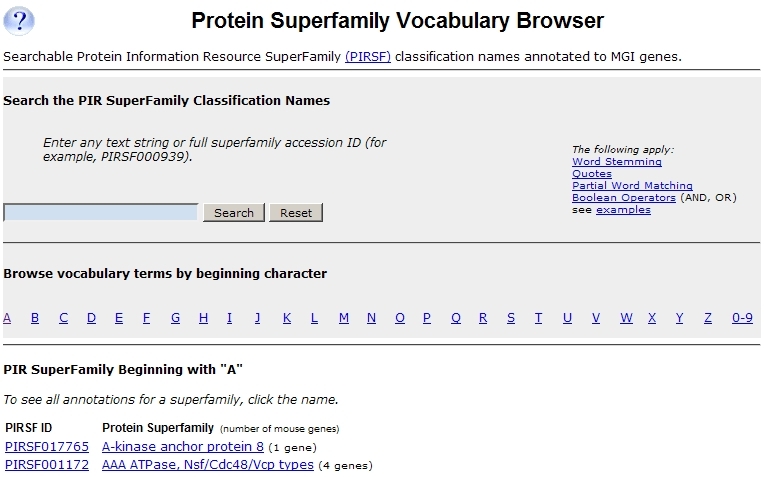 ?
Protein Superfamily Vocabulary Browser
Searchable Protein Information Resource SuperFamily (PIRSF) classification names annotated to MGI genes.
Search the PIR SuperFamily Classification Names
Enter any text string or full superfamily accession ID (for
example, PIRSF000939).
The following apply:
Word Stemming
Quotes
Partial Word Matching
Boolean Operators (AND, OR)
see examples
Search Reset
Browse vocabulary terms by beginning character
A B C D E F G H I J K L M N O P Q R S T U V W X Y Z 0-9
PIR SuperFamily Beginning with "A"
To see all annotations for a superfamily, click the name.
PIRSF ID Protein Superfamily (number of mouse genes)
PIRSF017765 A-kinase anchor protein 8 (1 gene)
PIRSF001172 AAA ATPase, Nsf/Cdc48/Vcp types (4 genes)